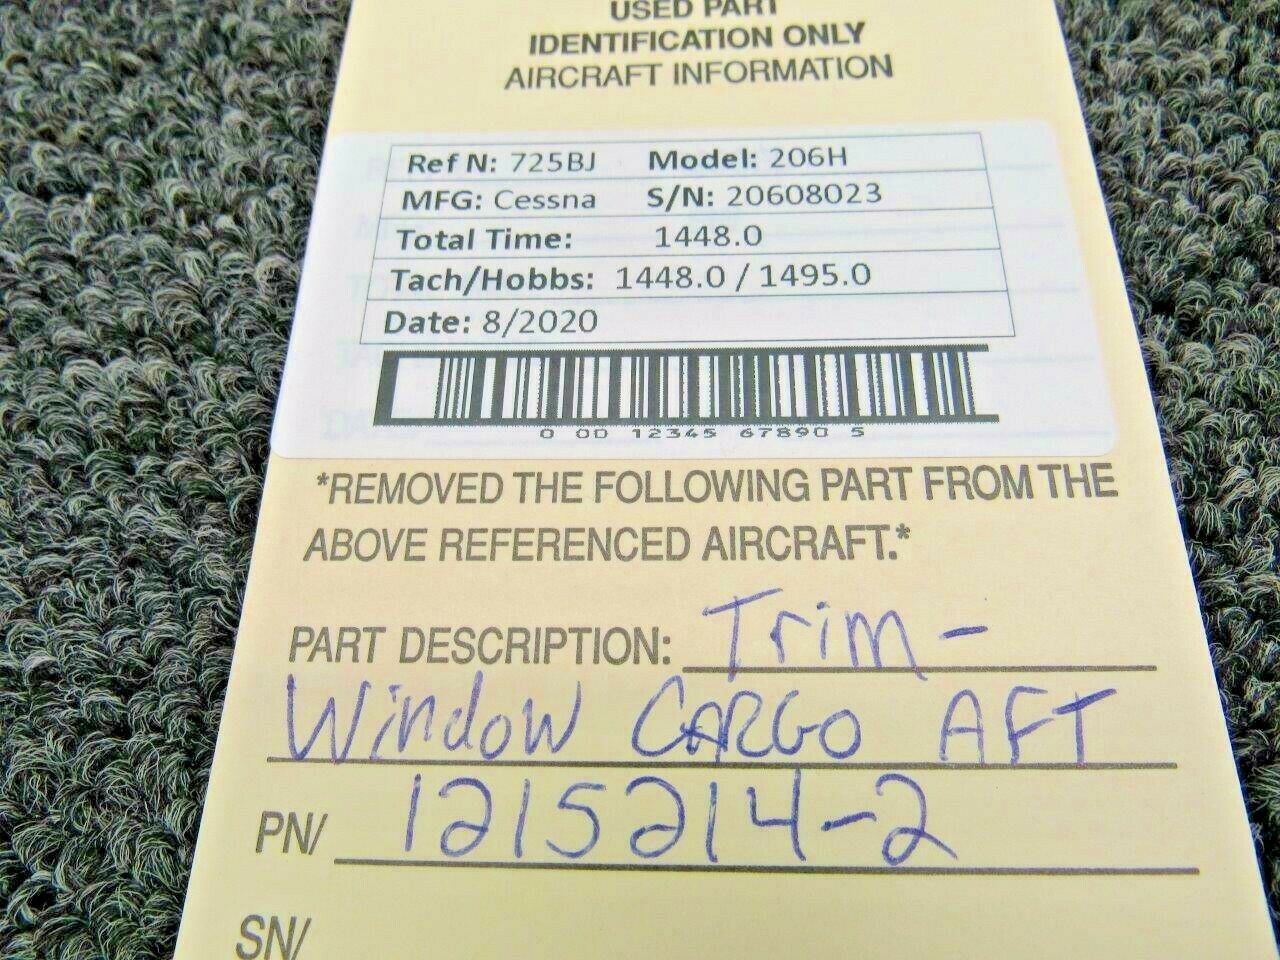 USED PART
IDENTIFICATION ONLY
AIRCRAFT INFORMATION
Ref N: 725BJ Model: 206H
MFG: Cessna S/N: 20608023
Total Time: 1448.0
Tach/Hobbs: 1448.0 / 1495.0
Date: 8/2020
0 00 12345 67890 5
*REMOVED THE FOLLOWING PART FROM THE
ABOVE REFERENCED AIRCRAFT.*
PART DESCRIPTION: Trim -
Window CARGO AFT
PN/ 1215214-2
SN/